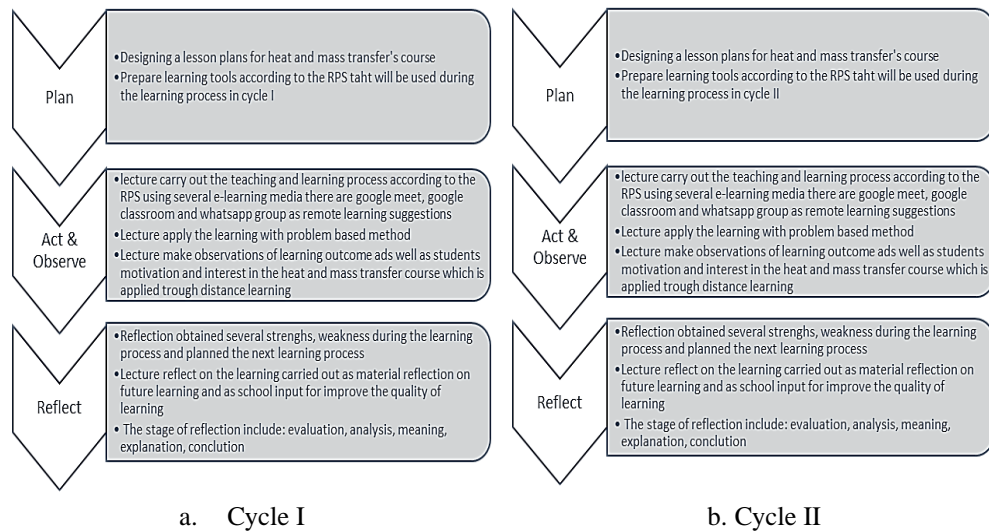 Plan
•Designing a lesson plans for heat and mass transfer's course
•Prepare learning tools according to the RPS taht will be used during
the learning process in cycle I
Act &
Observe
•lecture carry out the teaching and learning process according to the
RPS using several e-learning media there are google meet, google
classroom and whatsapp group as remote learning suggestions
•Lecture apply the learning with problem based method
•Lecture make observations of learning outcome ads well as students
motivation and interest in the heat and mass transfer course which is
applied trough distance learning
Reflect
•Reflection obtained several strenghs, weakness during the learning
process and planned the next learning process
•Lecture reflect on the learning carried out as material reflection on
future learning and as school input for improve the quality of
learning
• The stage of reflection include: evaluation, analysis, meaning,
explanation, conclution
a. Cycle I
Plan
•Designing a lesson plans for heat and mass transfer's course
•Prepare learning tools according to the RPS taht will be used during
the learning process in cycle II
Act &
Observe
•lecture carry out the teaching and learning process according to the
RPS using several e-learning media there are google meet, google
classroom and whatsapp group as remote learning suggestions
•Lecture apply the learning with problem based method
•Lecture make observations of learning outcome ads well as students
motivation and interest in the heat and mass transfer course which is
applied trough distance learning
Reflect
•Reflection obtained several strenghs, weakness during the learning
process and planned the next learning process
•Lecture reflect on the learning carried out as material reflection on
future learning and as school input for improve the quality of
learning
• The stage of reflection include: evaluation, analysis, meaning,
explanation, conclution
b. Cycle II